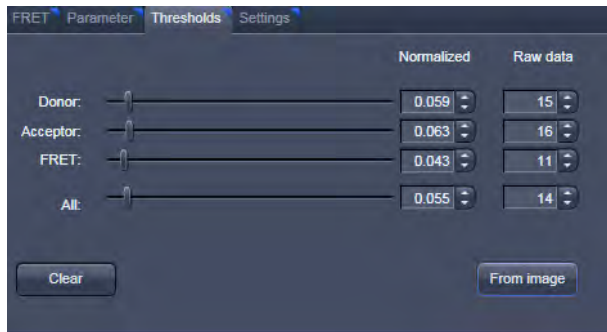 FRET Parameter Thresholds Settings
Normalized Raw data
Donor: 0.059 15
Acceptor: 0.063 16
FRET: 0.043 11
All: 0.055 14
Clear From image